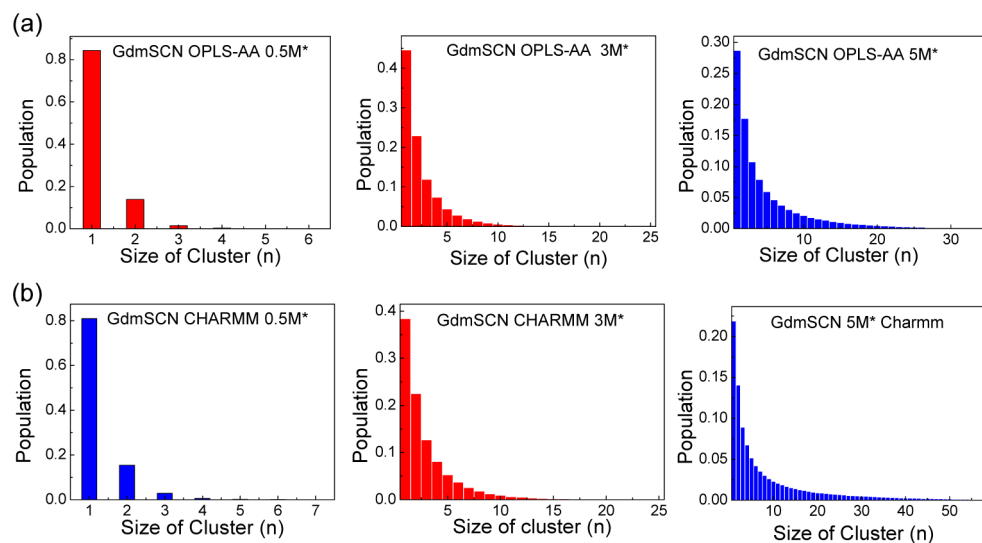 (a)
GdmSCN OPLS-AA 0.5M*
Population
0.8
0.6
0.4
0.2
0.0
1 2 3 4 5 6
Size of Cluster (n)
GdmSCN OPLS-AA 3M*
Population
0.4
0.3
0.2
0.1
0.0
5 10 15 20 25
Size of Cluster (n)
GdmSCN OPLS-AA 5M*
Population
0.30
0.25
0.20
0.15
0.10
0.05
0.00
10 20 30
Size of Cluster (n)
(b)
GdmSCN CHARMM 0.5M*
Population
0.8
0.6
0.4
0.2
0.0
1 2 3 4 5 6 7
Size of Cluster (n)
GdmSCN CHARMM 3M*
Population
0.4
0.3
0.2
0.1
0.0
5 10 15 20 25
Size of cluster (n)
GdmSCN 5M* Charmm
Population
0.20
0.15
0.10
0.05
0.00
10 20 30 40 50
Size of Cluster (n)